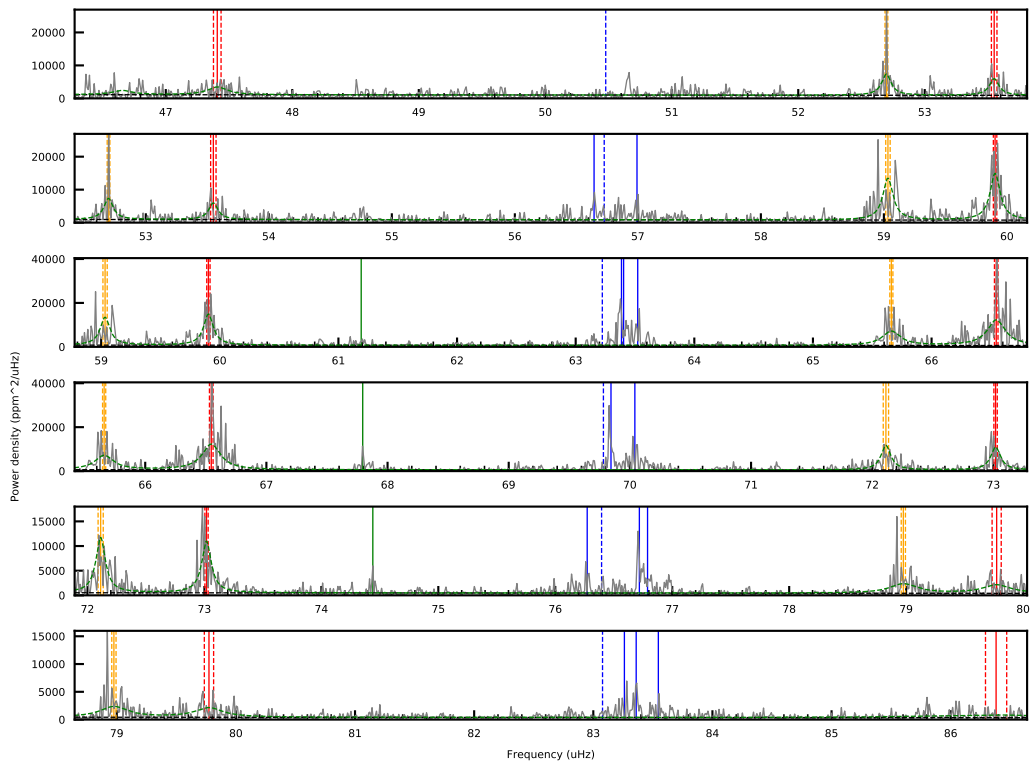 20000
10000
0
47 48 49 50 51 52 53
20000
10000
0
53 54 55 56 57 58 59 60
40000
20000
0
59 60 61 62 63 64 65 66
Power density (ppm^2/uHz)
40000
20000
0
66 67 68 69 70 71 72 73
15000
10000
5000
0
72 73 74 75 76 77 78 79 80
15000
10000
5000
0
79 80 81 82 83 84 85 86
Frequency (uHz)